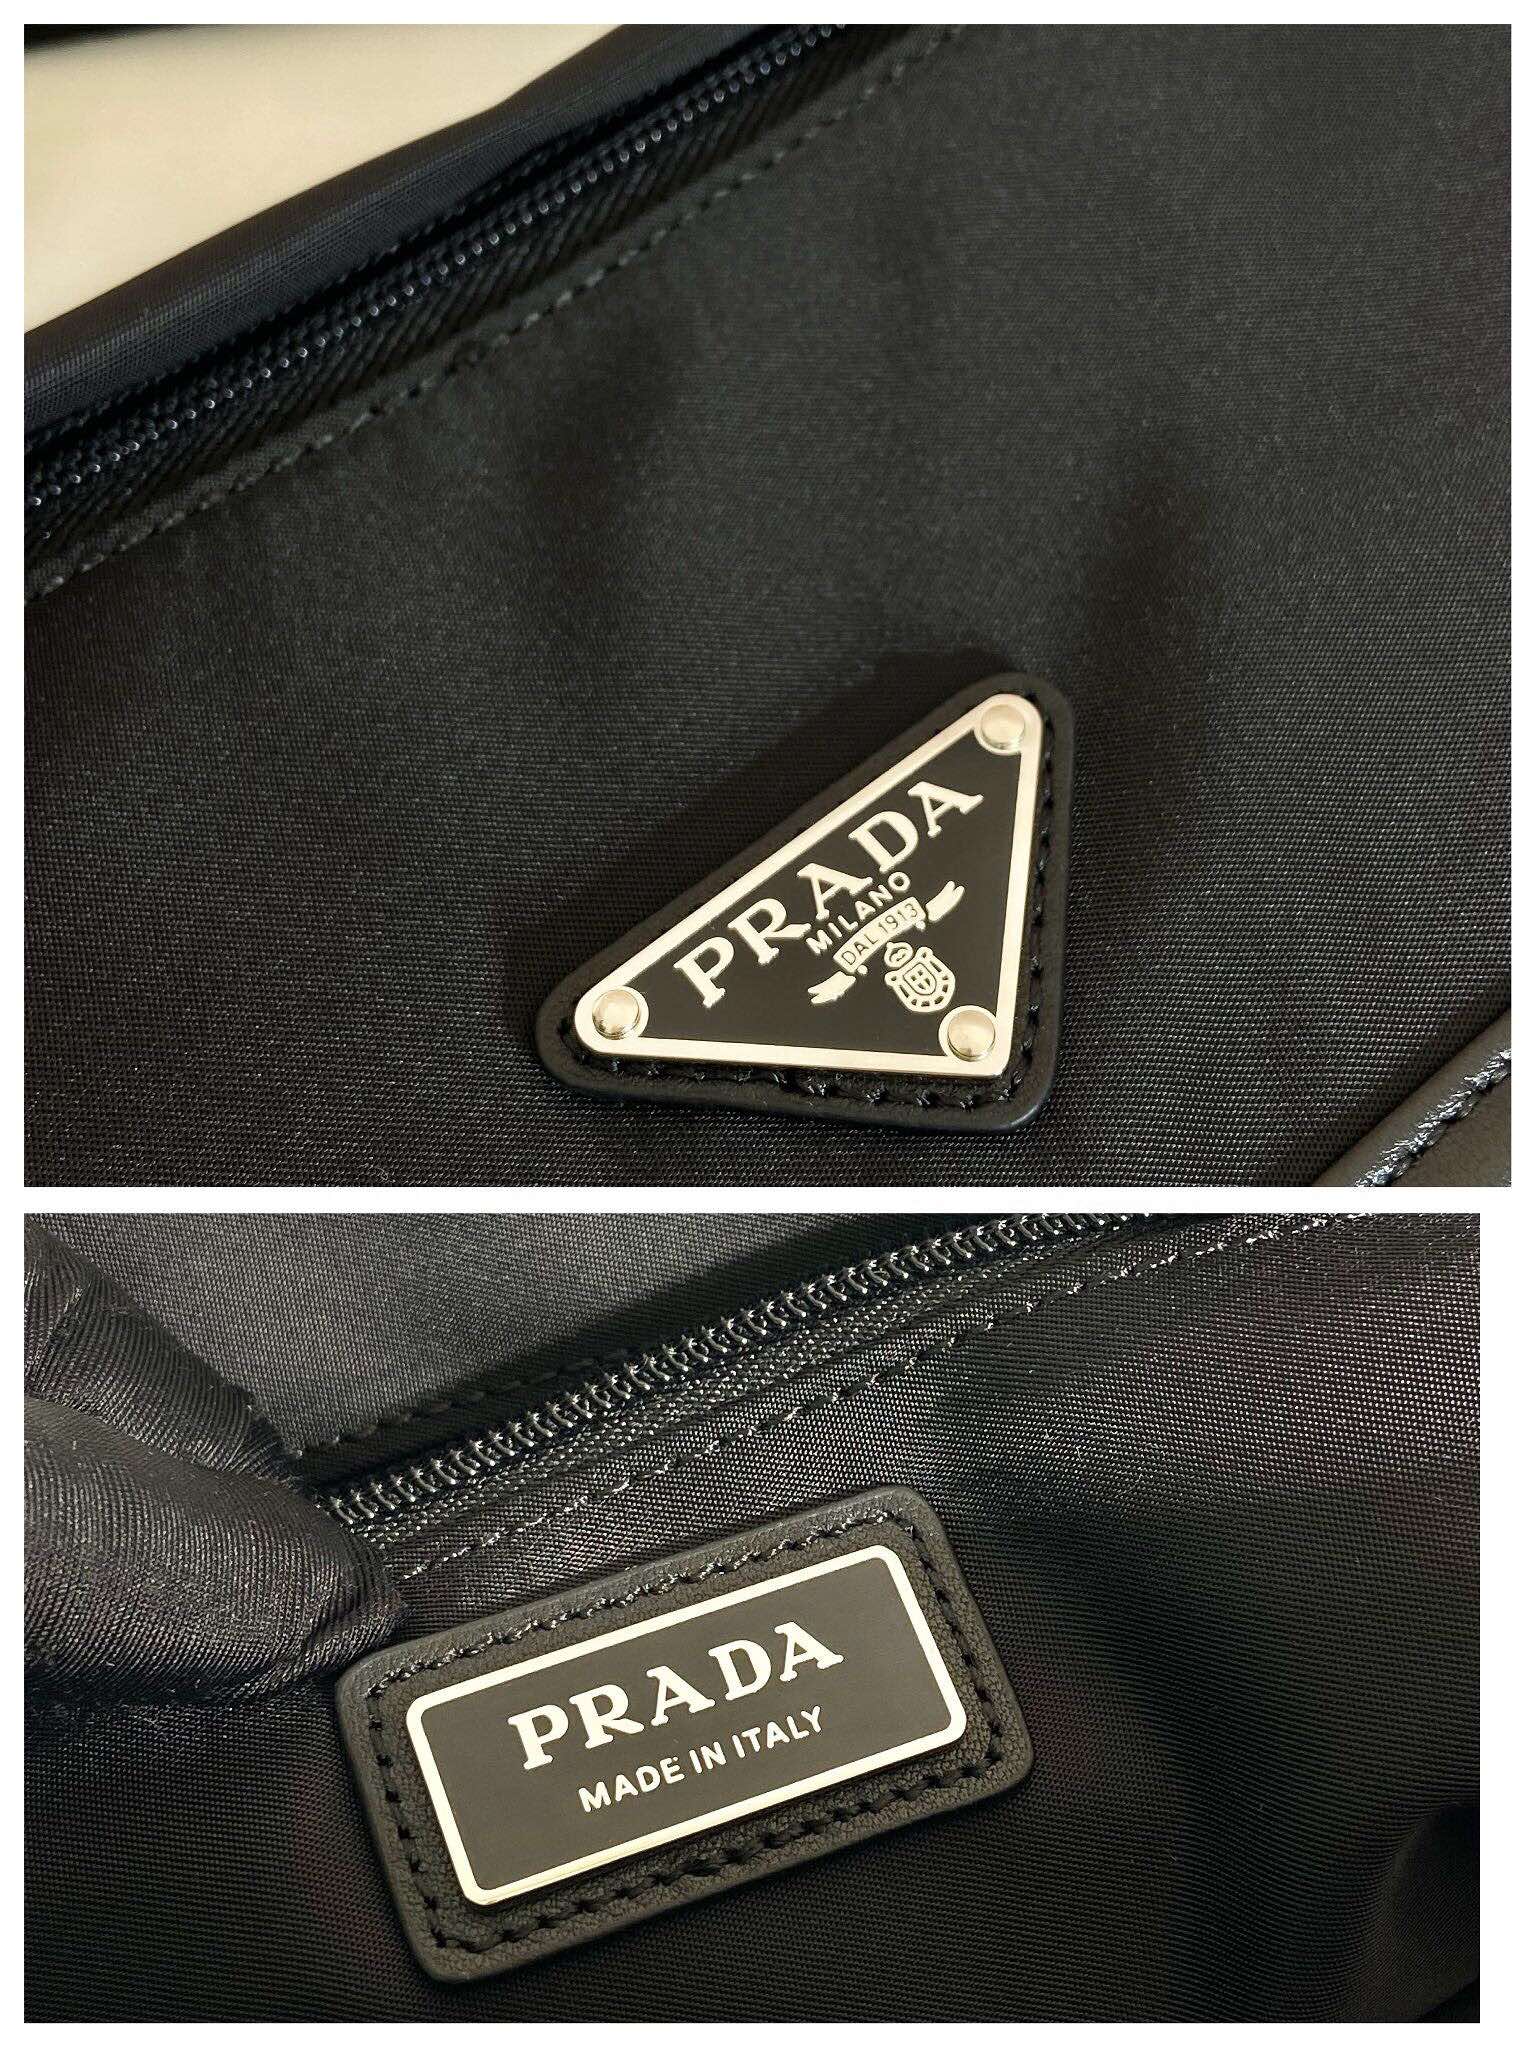 PRADA
MILANO
DAL 1913
PRADA
MADE IN ITALY